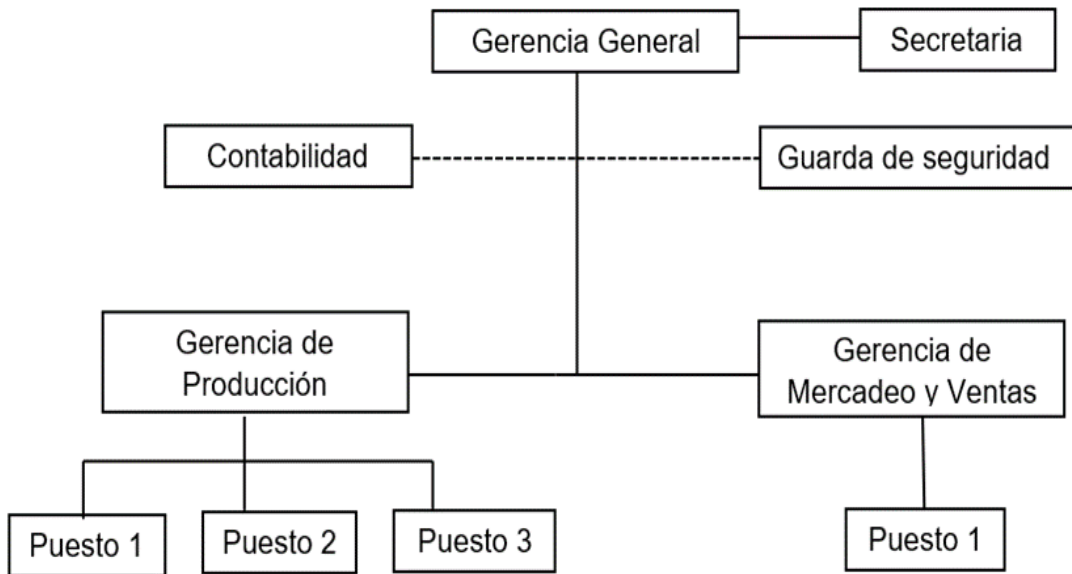 Gerencia General
Secretaria
Contabilidad
Guarda de seguridad
Gerencia de
Producción
Gerencia de
Mercadeo y Ventas
Puesto 1
Puesto 2
Puesto 3
Puesto 1